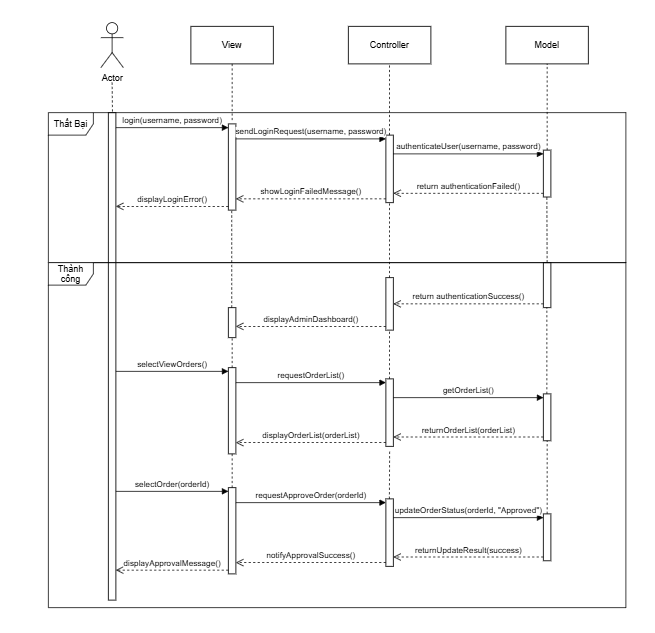 View
Controller
Model
Actor
Thất Bại
login(username, password)
sendLoginRequest(username, password)
authenticateUser(username, password)
return authenticationFailed()
showLoginFailedMessage()
displayLoginError()
Thành
công
return authenticationSuccess()
displayAdminDashboard()
selectViewOrders()
requestOrderList()
getOrderList()
returnOrderList(orderList)
displayOrderList(orderList)
selectOrder(orderId)
requestApproveOrder(orderId)
updateOrderStatus(orderId, "Approved")
returnUpdateResult(success)
notifyApprovalSuccess()
displayApprovalMessage()